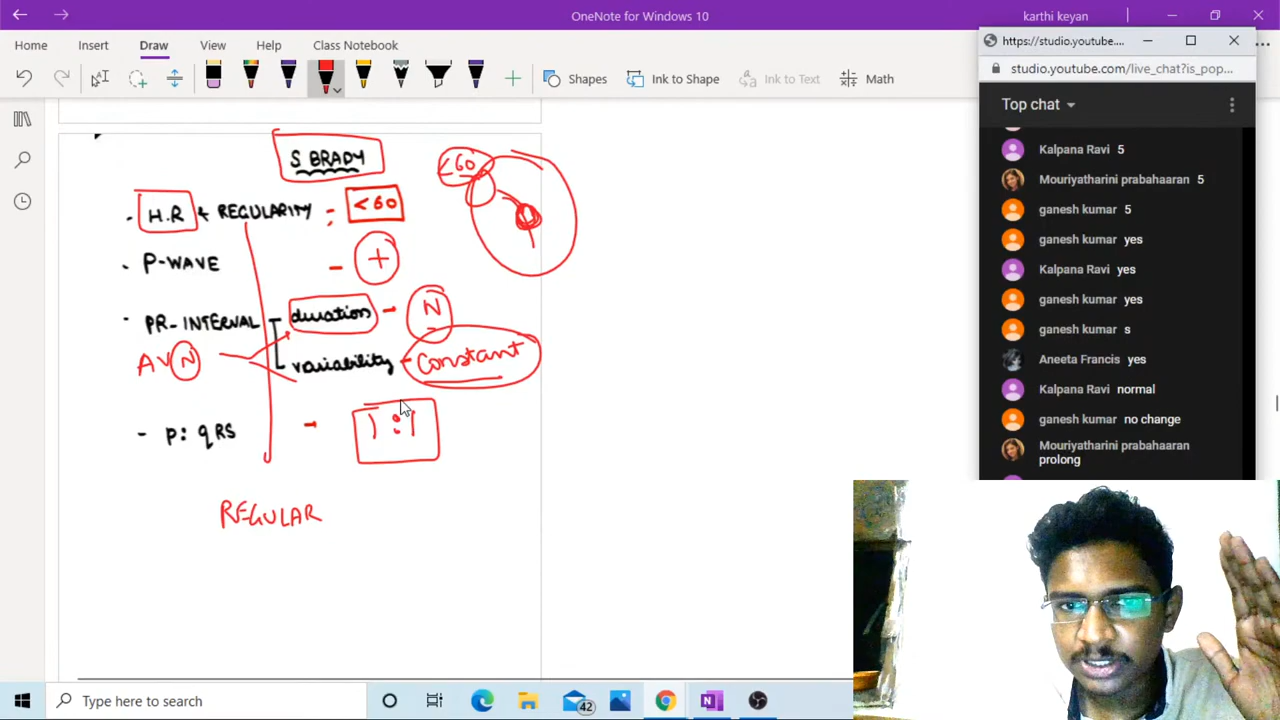 OneNote for Windows 10
karthi keyan
Home Insert Draw View Help Class Notebook
Shapes Ink to Shape Ink to Text Math
https://studio.youtube....
studio.youtube.com/live_chat?is_pop...
Top chat
Kalpana Ravi 5
Mouriyatharini prabahaaran 5
ganesh kumar 5
ganesh kumar yes
Kalpana Ravi yes
ganesh kumar yes
ganesh kumar s
Aneeta Francis yes
Kalpana Ravi normal
ganesh kumar no change
Mouriyatharini prabahaaran
prolong
S BRADY
<60
- H.R & REGULARITY - <60
- P-WAVE - +
- PR-INTERVAL - duration - N
AVN variability - Constant
- P: qRS - 1:1
REGULAR
Type here to search
42